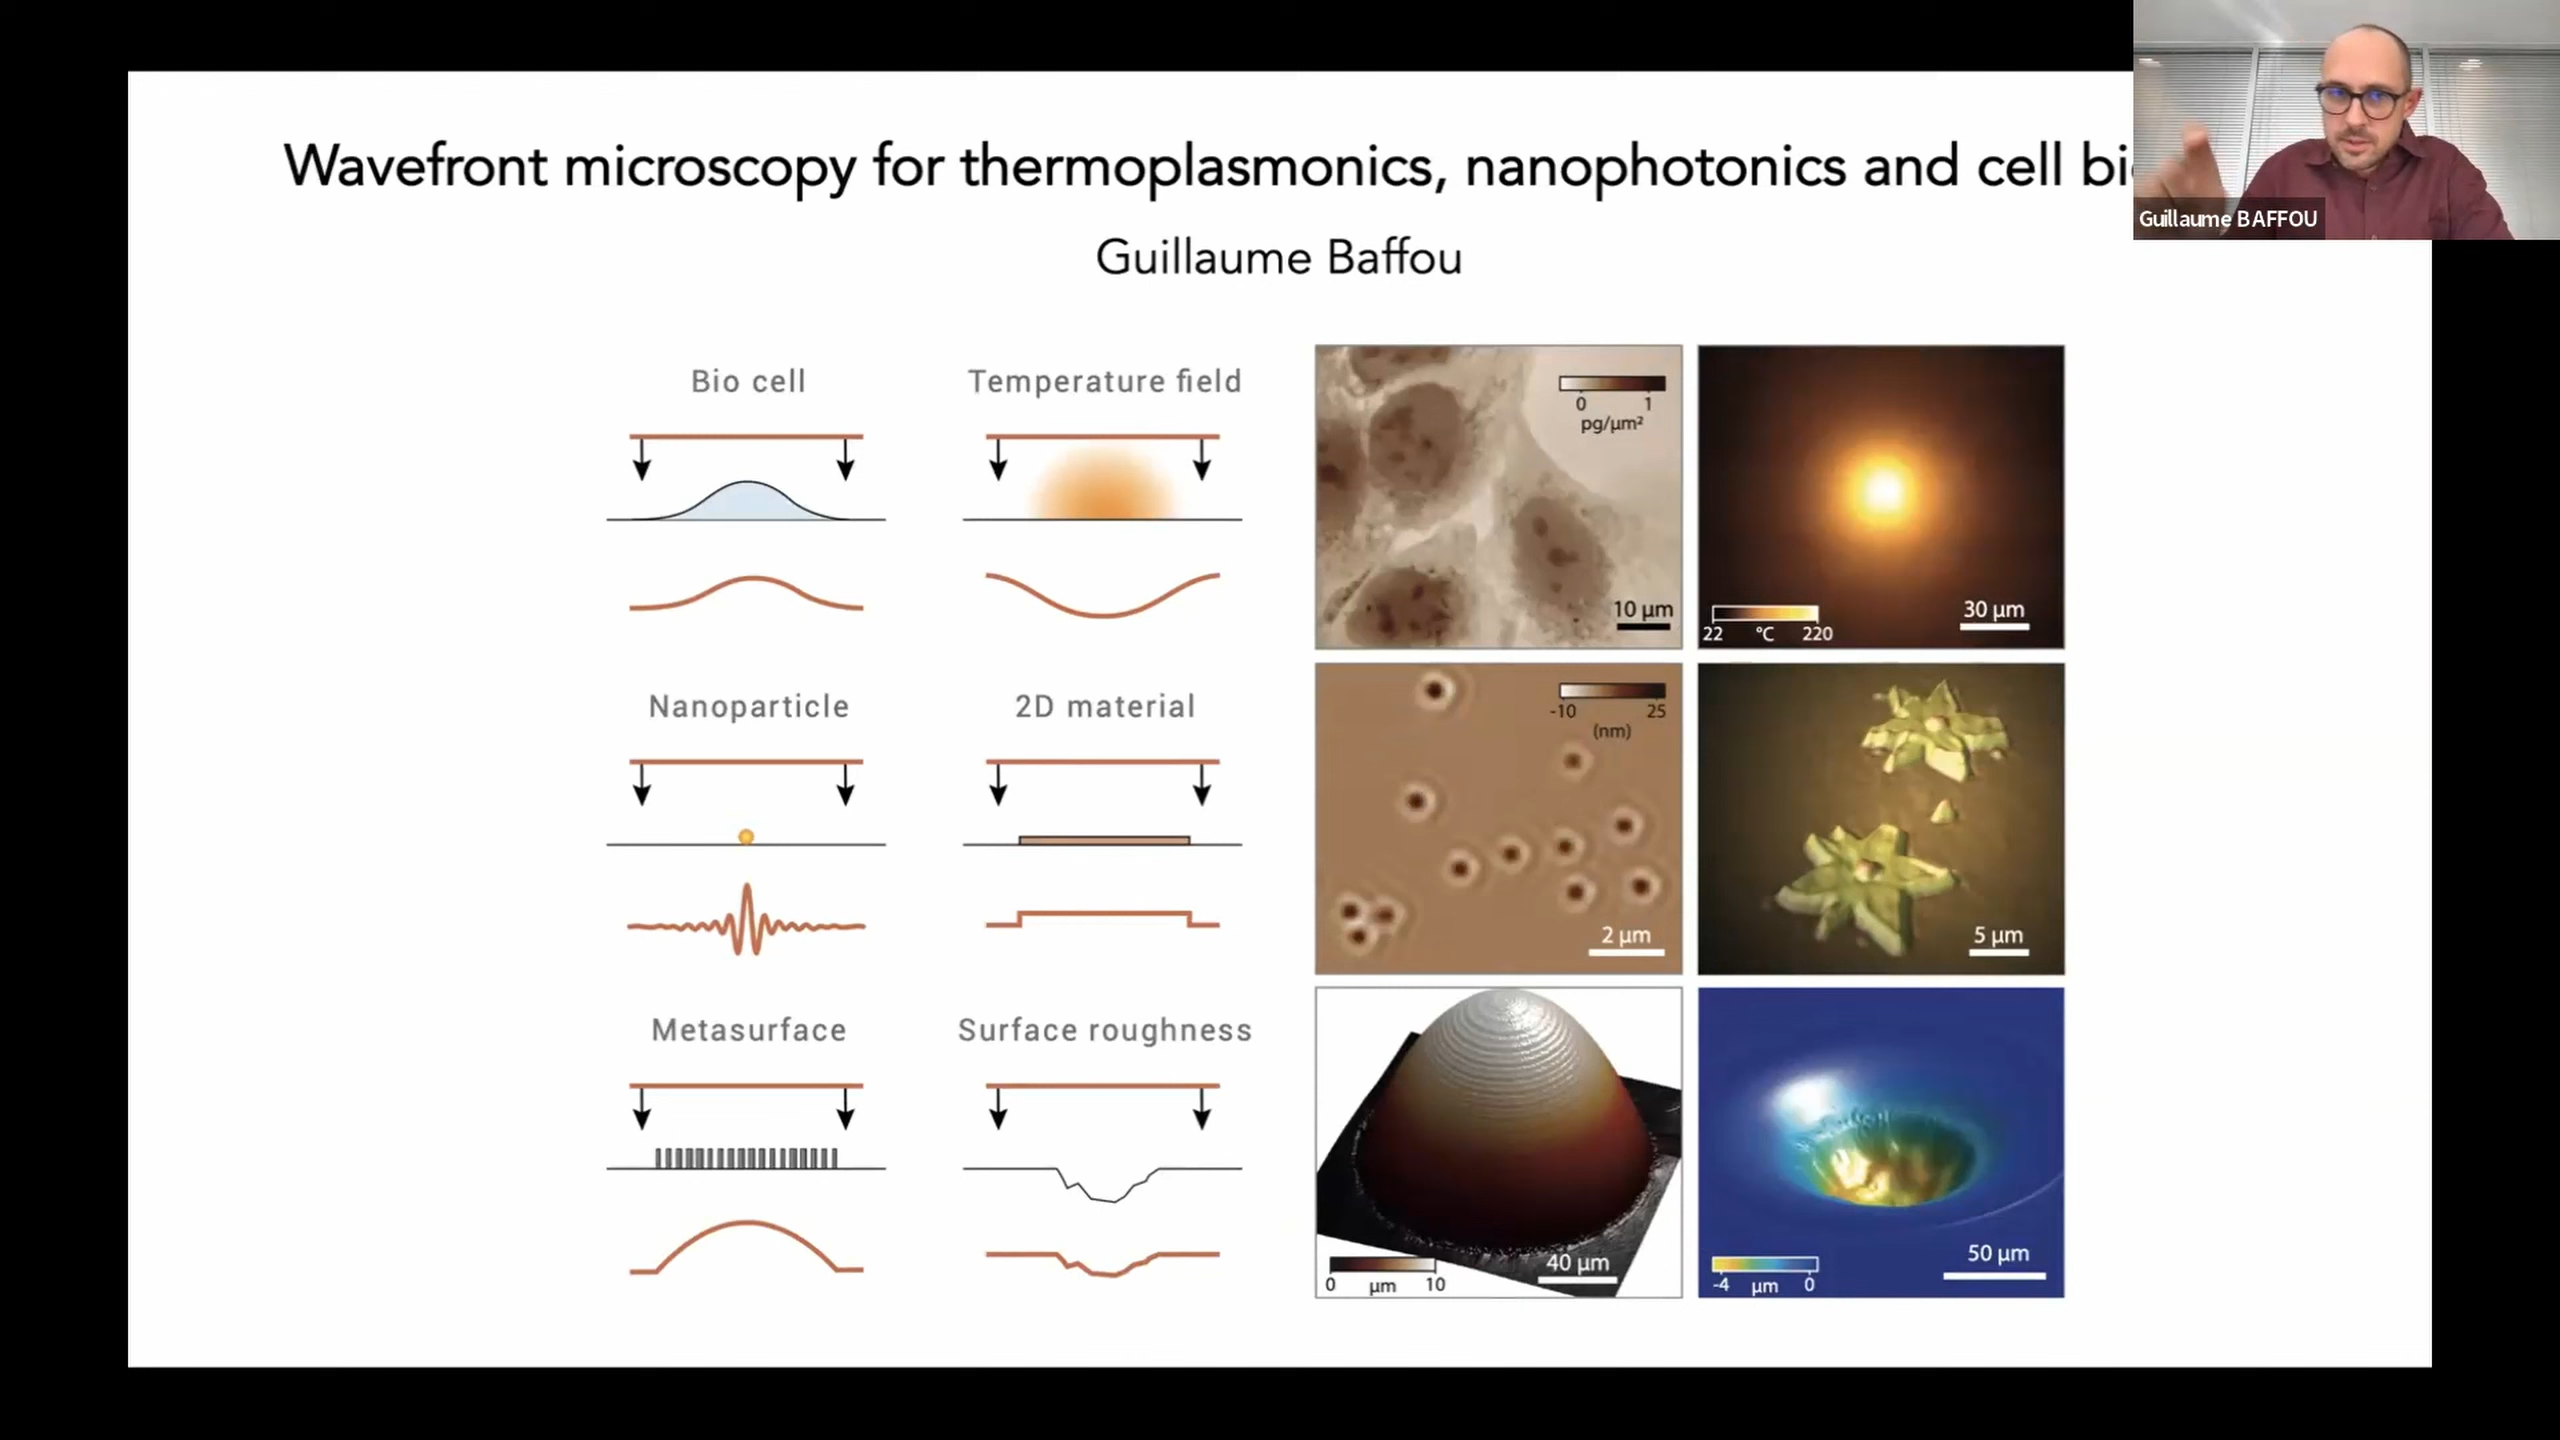 Wavefront microscopy for thermoplasmonics, nanophotonics and cell
Guillaume BAFFOU
Guillaume Baffou
Bio cell
Temperature field
0 1
pg/µm²
10 µm
22 °C 220
30 µm
Nanoparticle
2D material
-10 25
(nm)
2 µm
5 µm
Metasurface
Surface roughness
0 µm 10
40 µm
-4 µm 0
50 µm